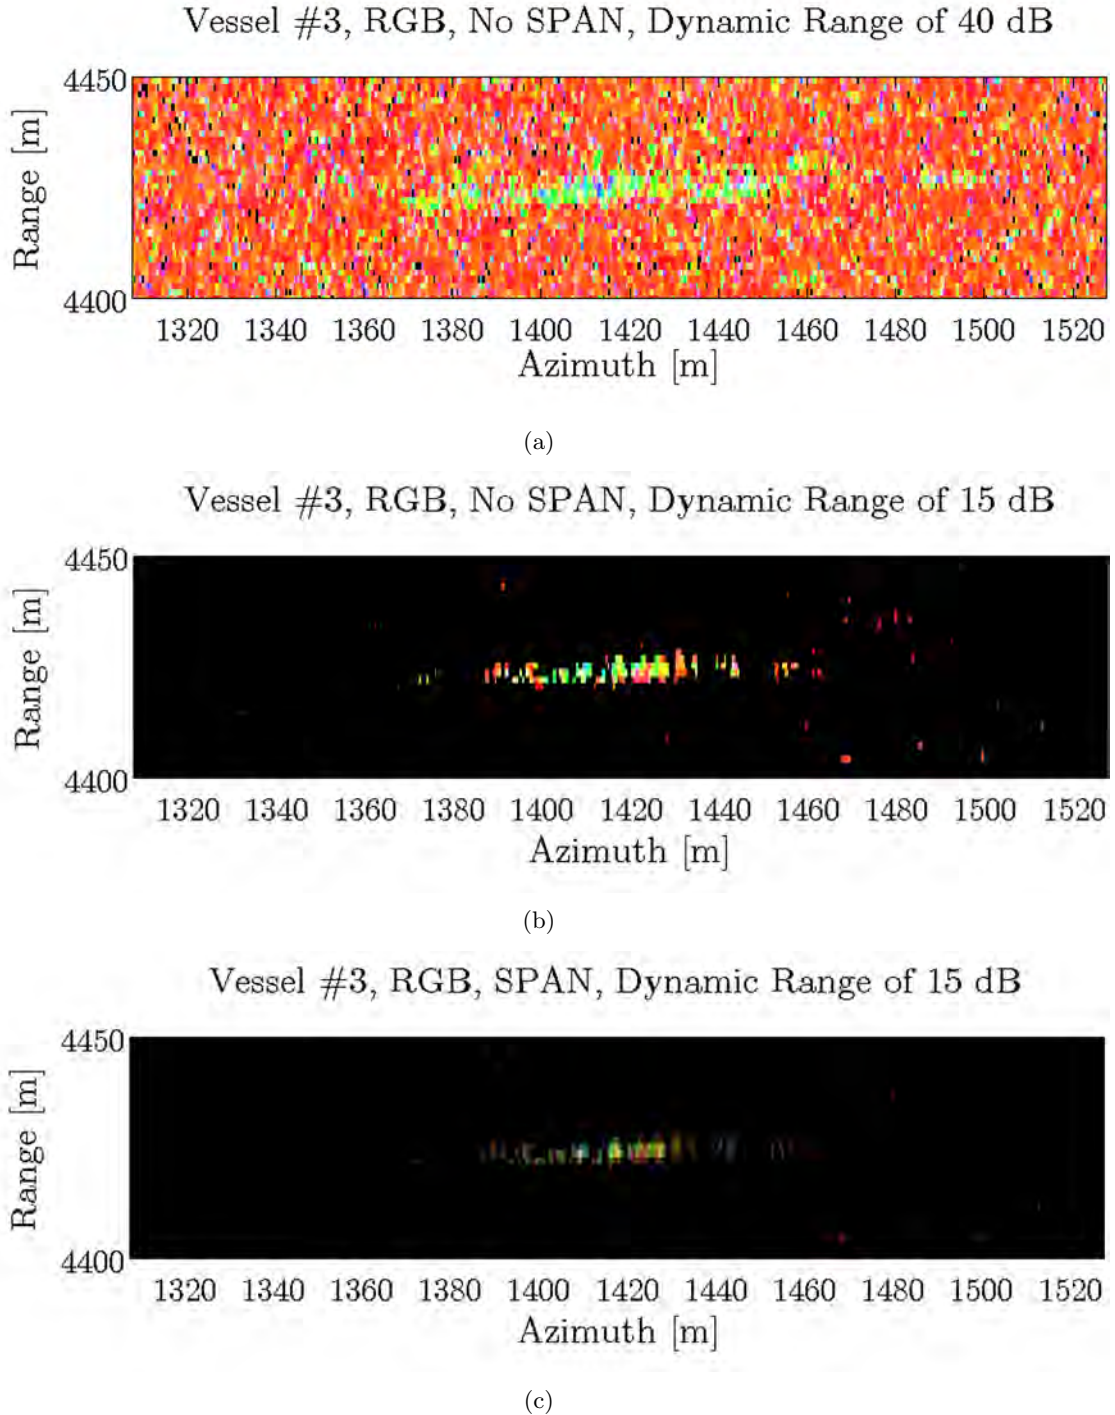 Vessel #3, RGB, No SPAN, Dynamic Range of 40 dB
4450
Range [m]
4400
1320 1340 1360 1380 1400 1420 1440 1460 1480 1500 1520
Azimuth [m]
(a)
Vessel #3, RGB, No SPAN, Dynamic Range of 15 dB
4450
Range [m]
4400
1320 1340 1360 1380 1400 1420 1440 1460 1480 1500 1520
Azimuth [m]
(b)
Vessel #3, RGB, SPAN, Dynamic Range of 15 dB
4450
Range [m]
4400
1320 1340 1360 1380 1400 1420 1440 1460 1480 1500 1520
Azimuth [m]
(c)